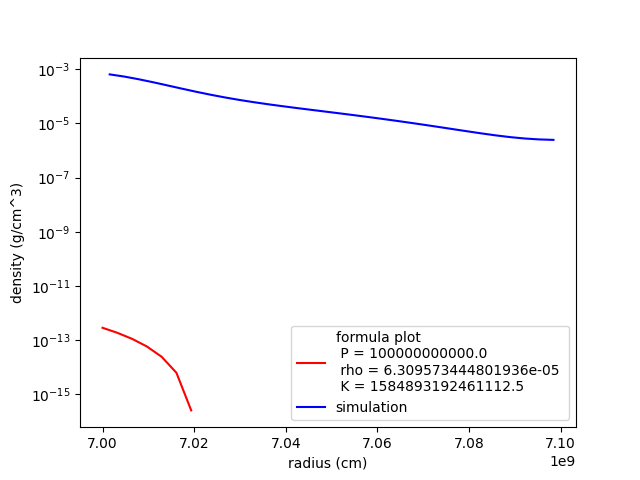 10⁻³
10⁻⁵
10⁻⁷
10⁻⁹
10⁻¹¹
10⁻¹³
10⁻¹⁵
density (g/cm^3)
formula plot
P = 100000000000.0
rho = 6.309573444801936e-05
K = 1584893192461112.5
simulation
7.00 7.02 7.04 7.06 7.08 7.10
1e9
radius (cm)